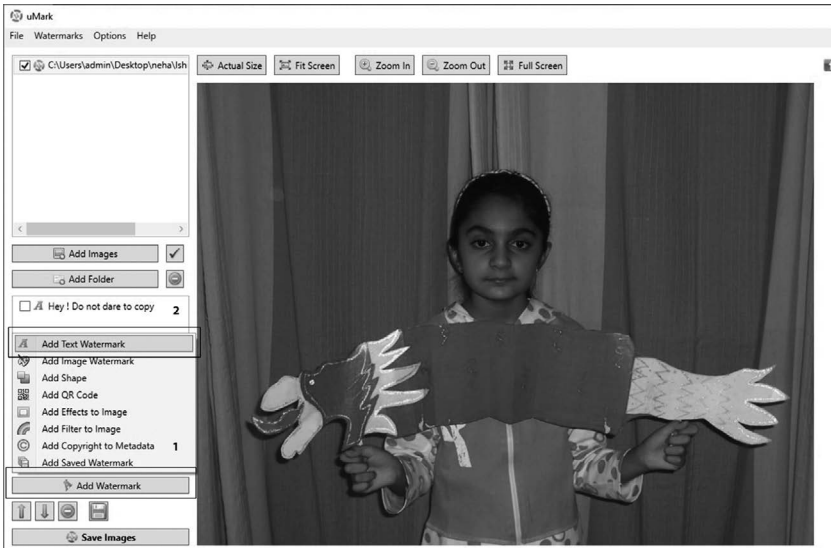 uMark
File Watermarks Options Help
C:\Users\admin\Desktop\neha\Ish
Actual Size Fit Screen Zoom In Zoom Out Full Screen
Add Images
Add Folder
Hey ! Do not dare to copy 2
Add Text Watermark
Add Image Watermark
Add Shape
Add QR Code
Add Effects to Image
Add Filter to Image
Add Copyright to Metadata 1
Add Saved Watermark
Add Watermark
Save Images